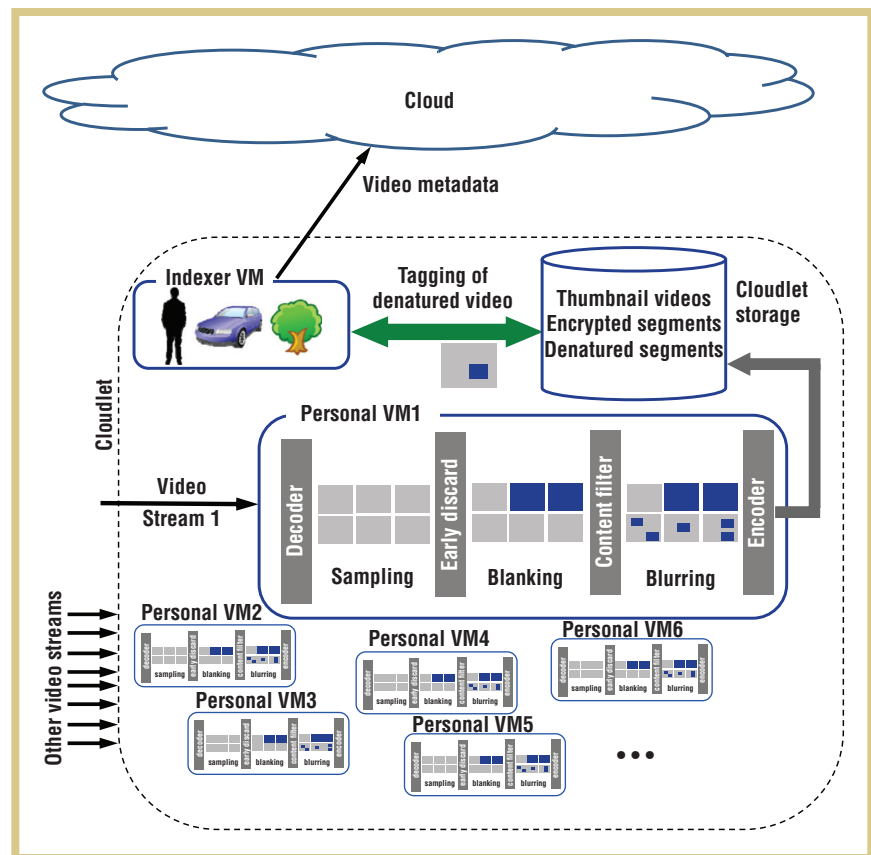 Cloud
Video metadata
Indexer VM
Tagging of
denatured video
Thumbnail videos
Encrypted segments
Denatured segments
Cloudlet
storage
Cloudlet
Personal VM1
Video
Stream 1
Decoder
Sampling
Early discard
Blanking
Content filter
Blurring
Encoder
Other video streams
Personal VM2
decoder
sampling
early discard
blanking
content filter
blurring
encoder
Personal VM4
decoder
sampling
early discard
blanking
content filter
blurring
encoder
Personal VM6
decoder
sampling
early discard
blanking
content filter
blurring
encoder
Personal VM3
decoder
sampling
early discard
blanking
content filter
blurring
encoder
Personal VM5
decoder
sampling
early discard
blanking
content filter
blurring
encoder
•••